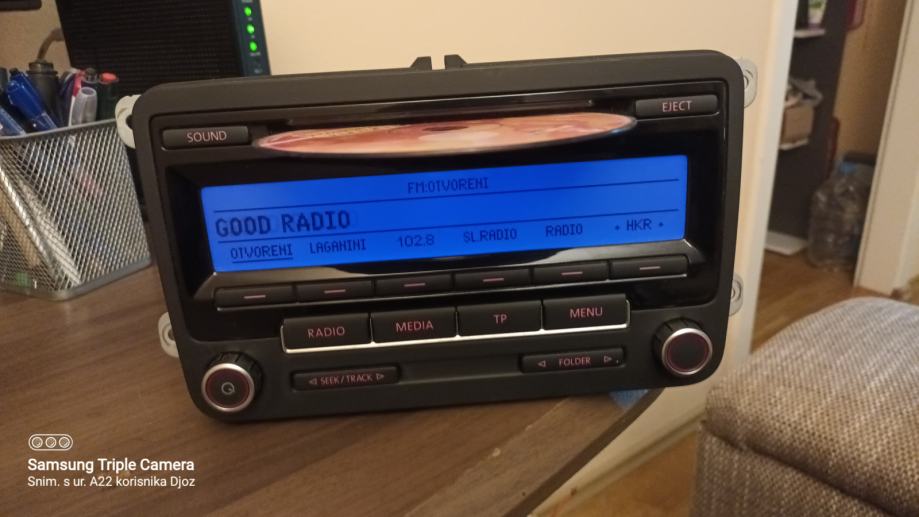 EJECT
SOUND
FM:OTVORENI
GOOD RADIO
OTVORENI LAGANINI 102.8 SL.RADIO RADIO • HKR •
RADIO MEDIA TP MENU
SEEK/TRACK FOLDER
Samsung Triple Camera
Snim. s ur. A22 korisnika Djoz